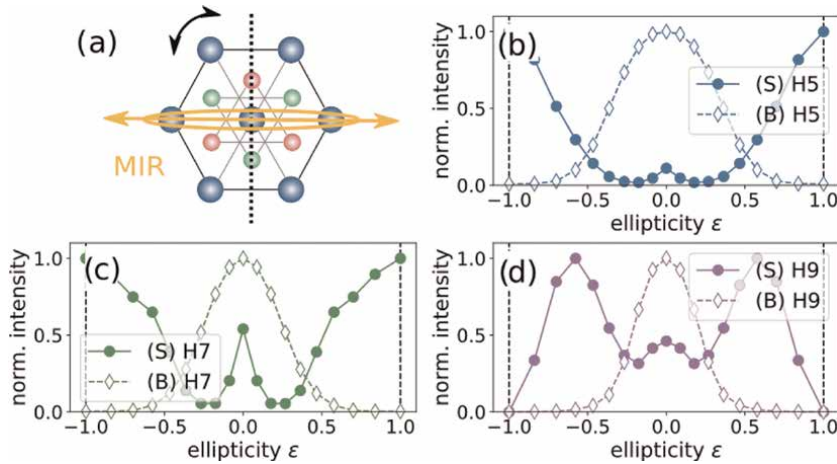 (a)
MIR
(b)
norm. intensity
1.0
0.5
0.0
(S) H5
(B) H5
−1.0 −0.5 0.0 0.5 1.0
ellipticity ε
(c)
norm. intensity
1.0
0.5
0.0
(S) H7
(B) H7
−1.0 −0.5 0.0 0.5 1.0
ellipticity ε
(d)
norm. intensity
1.0
0.5
0.0
(S) H9
(B) H9
−1.0 −0.5 0.0 0.5 1.0
ellipticity ε